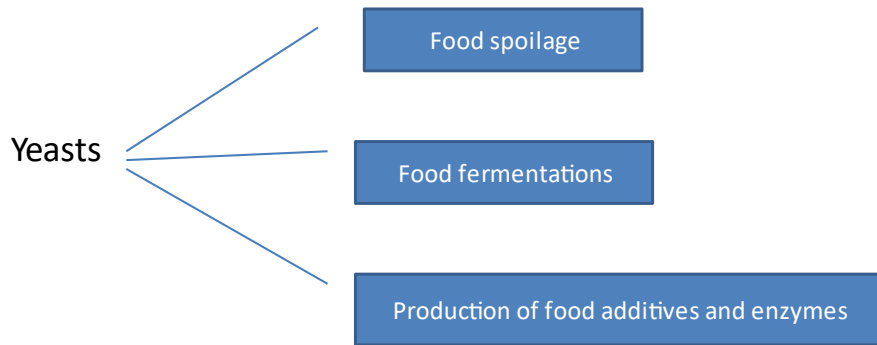 Food spoilage
Yeasts
Food fermentations
Production of food additives and enzymes